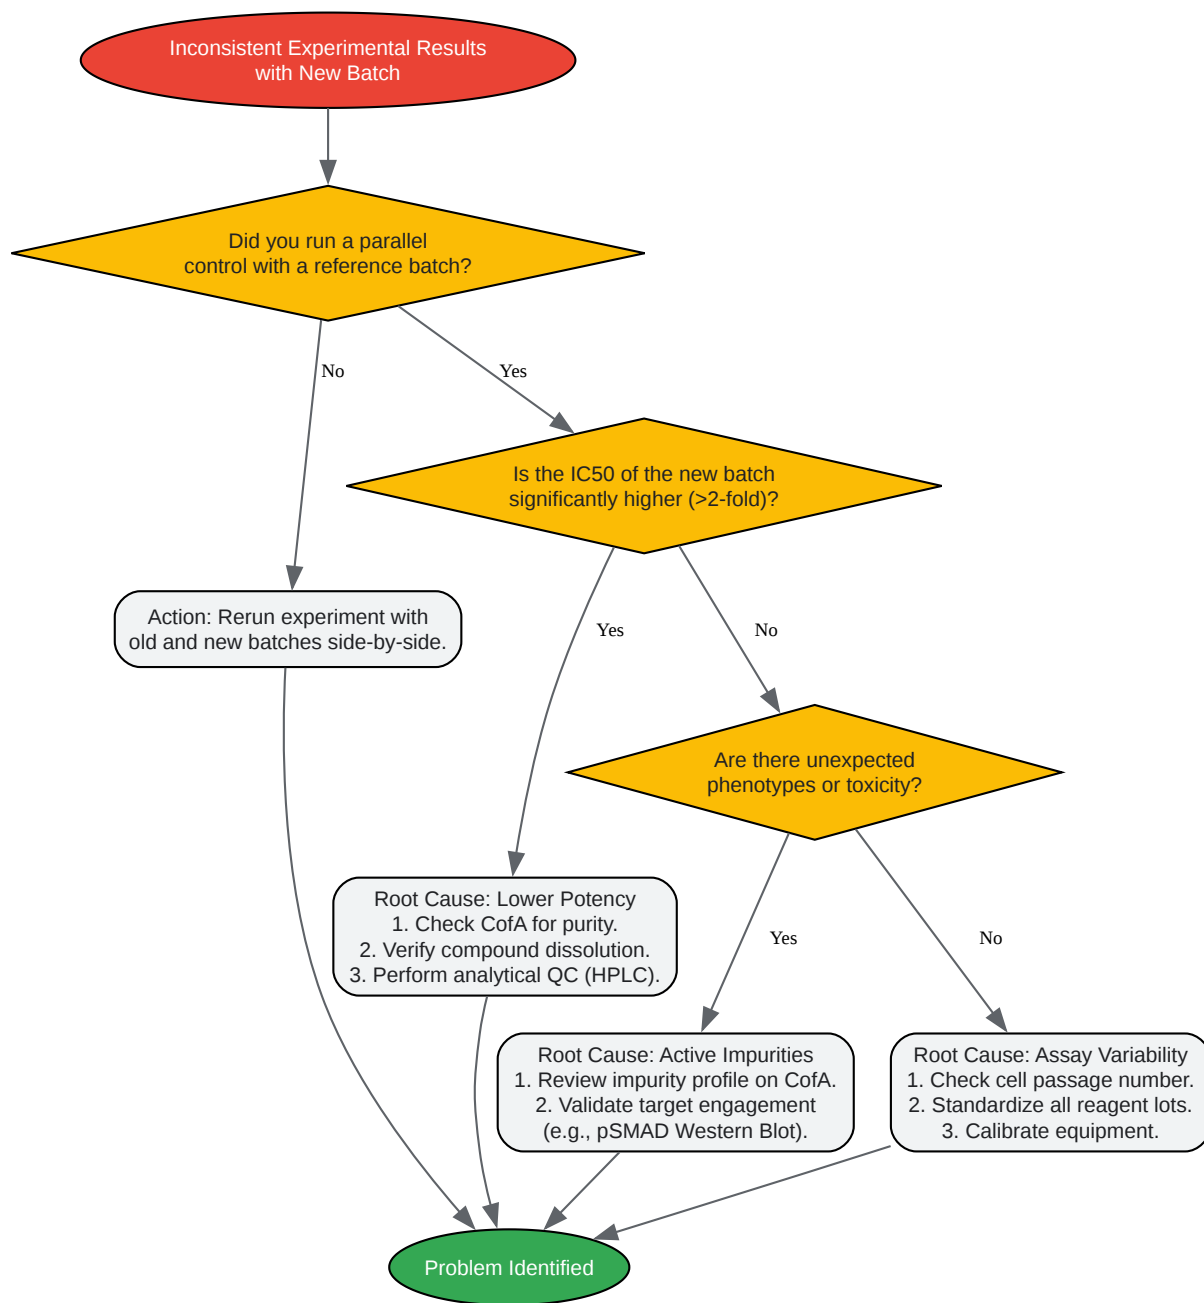 Inconsistent Experimental Results
with New Batch
Did you run a parallel
control with a reference batch?
No
Yes
Is the IC50 of the new batch
significantly higher (>2-fold)?
Action: Rerun experiment with
old and new batches side-by-side.
Yes
No
Are there unexpected
phenotypes or toxicity?
Root Cause: Lower Potency
1. Check CofA for purity.
2. Verify compound dissolution.
3. Perform analytical QC (HPLC).
Yes
No
Root Cause: Active Impurities
1. Review impurity profile on CofA.
2. Validate target engagement
(e.g., pSMAD Western Blot).
Root Cause: Assay Variability
1. Check cell passage number.
2. Standardize all reagent lots.
3. Calibrate equipment.
Problem Identified